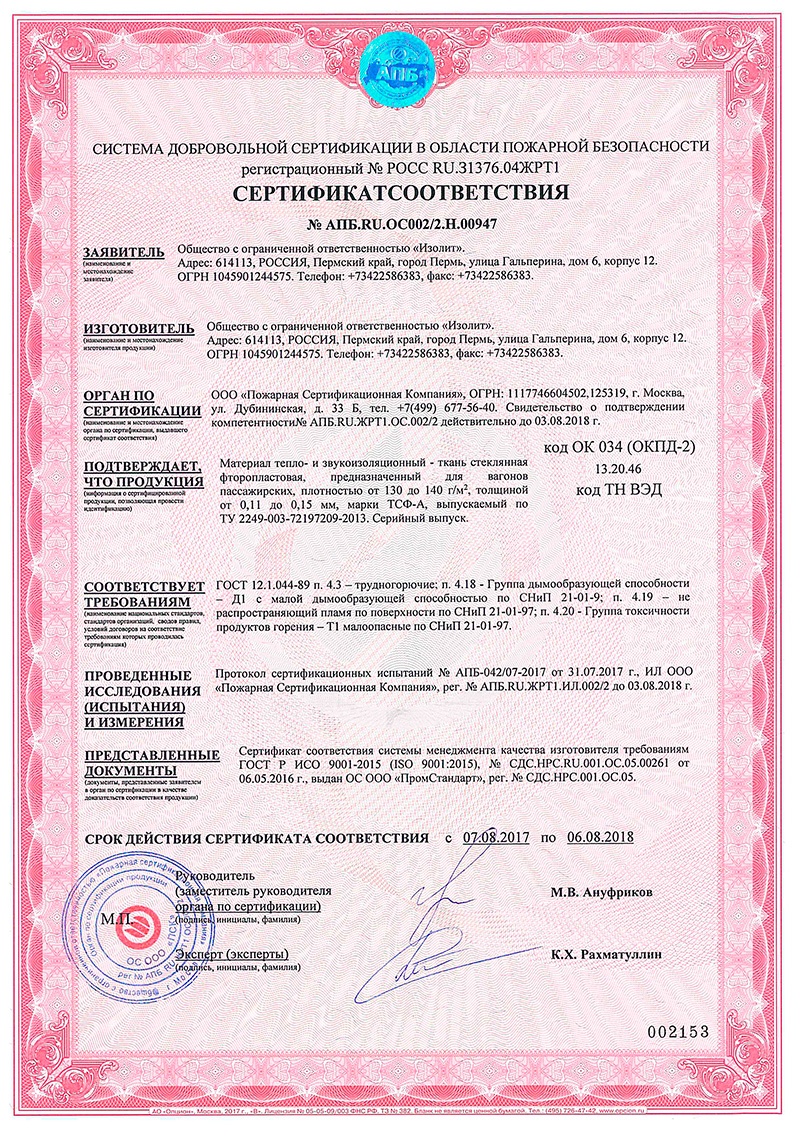 АПБ
СИСТЕМА ДОБРОВОЛЬНОЙ СЕРТИФИКАЦИИ В ОБЛАСТИ ПОЖАРНОЙ БЕЗОПАСНОСТИ
регистрационный № РОСС RU.31376.04ЖРТ1
СЕРТИФИКАТСООТВЕТСТВИЯ
№ АПБ.RU.ОС002/2.Н.00947
ЗАЯВИТЕЛЬ
(наименование и
местонахождение
заявителя)
Общество с ограниченной ответственностью «Изолит».
Адрес: 614113, РОССИЯ, Пермский край, город Пермь, улица Гальперина, дом 6, корпус 12.
ОГРН 1045901244575. Телефон: +73422586383, факс: +73422586383.
ИЗГОТОВИТЕЛЬ
(наименование и местонахождение
изготовителя продукции)
Общество с ограниченной ответственностью «Изолит».
Адрес: 614113, РОССИЯ, Пермский край, город Пермь, улица Гальперина, дом 6, корпус 12.
ОГРН 1045901244575. Телефон: +73422586383, факс: +73422586383.
ОРГАН ПО
СЕРТИФИКАЦИИ
(наименование и местонахождение
органа по сертификации, выдавшего
сертификат соответствия)
ООО «Пожарная Сертификационная Компания», ОГРН: 1117746604502,125319, г. Москва,
ул. Дубининская, д. 33 Б, тел. +7(499) 677-56-40. Свидетельство о подтверждении
компетентности№ АПБ.RU.ЖРТ1.ОС.002/2 действительно до 03.08.2018 г.
ПОДТВЕРЖДАЕТ,
ЧТО ПРОДУКЦИЯ
(информация о сертифицированной
продукции, позволяющая провести
идентификацию)
Материал тепло- и звукоизоляционный - ткань стеклянная
фторопластовая, предназначенный для вагонов
пассажирских, плотностью от 130 до 140 г/м², толщиной
от 0,11 до 0,15 мм, марки ТСФ-А, выпускаемый по
ТУ 2249-003-72197209-2013. Серийный выпуск.
код ОК 034 (ОКПД-2)
13.20.46
код ТН ВЭД
СООТВЕТСТВУЕТ
ТРЕБОВАНИЯМ
(наименование национальных стандартов,
стандартов организаций, сводов правил,
условий договоров на соответствие
требованиям которых проводилась
сертификация)
ГОСТ 12.1.044-89 п. 4.3 – трудногорючие; п. 4.18 - Группа дымообразующей способности
– Д1 с малой дымообразующей способностью по СНиП 21-01-9; п. 4.19 – не
распространяющий пламя по поверхности по СНиП 21-01-97; п. 4.20 - Группа токсичности
продуктов горения – Т1 малоопасные по СНиП 21-01-97.
ПРОВЕДЕННЫЕ
ИССЛЕДОВАНИЯ
(ИСПЫТАНИЯ)
И ИЗМЕРЕНИЯ
Протокол сертификационных испытаний № АПБ-042/07-2017 от 31.07.2017 г., ИЛ ООО
«Пожарная Сертификационная Компания», рег. № АПБ.RU.ЖРТ1.ИЛ.002/2 до 03.08.2018 г.
ПРЕДСТАВЛЕННЫЕ
ДОКУМЕНТЫ
(документы, представленные заявителем
в орган по сертификации в качестве
доказательств соответствия продукции)
Сертификат соответствия системы менеджмента качества изготовителя требованиям
ГОСТ Р ИСО 9001-2015 (ISO 9001:2015), № СДС.НРС.RU.001.ОС.05.00261 от
06.05.2016 г., выдан ОС ООО «ПромСтандарт», рег. № СДС.НРС.001.ОС.05.
СРОК ДЕЙСТВИЯ СЕРТИФИКАТА СООТВЕТСТВИЯ с 07.08.2017 по 06.08.2018
М.П.
Руководитель
(заместитель руководителя
органа по сертификации)
(подпись, инициалы, фамилия)
М.В. Ануфриков
Эксперт (эксперты)
(подпись, инициалы, фамилия)
К.Х. Рахматуллин
ОС ООО «ПСК»
002153
АО «Опцион», Москва, 2017 г., «В». Лицензия № 05-05-09/003 ФНС РФ, ТЗ № 382. Бланк не является ценной бумагой. Тел.: (495) 726-47-42, www.opcion.ru